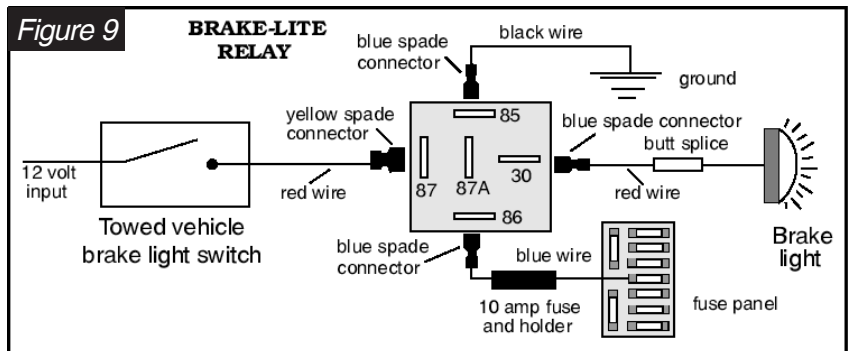 Figure 9
BRAKE-LITE
RELAY
blue spade
connector
black wire
ground
yellow spade
connector
85
blue spade connector
butt splice
12 volt
input
red wire
87
87A
30
red wire
86
Towed vehicle
brake light switch
blue spade
connector
blue wire
Brake
light
10 amp fuse
and holder
fuse panel